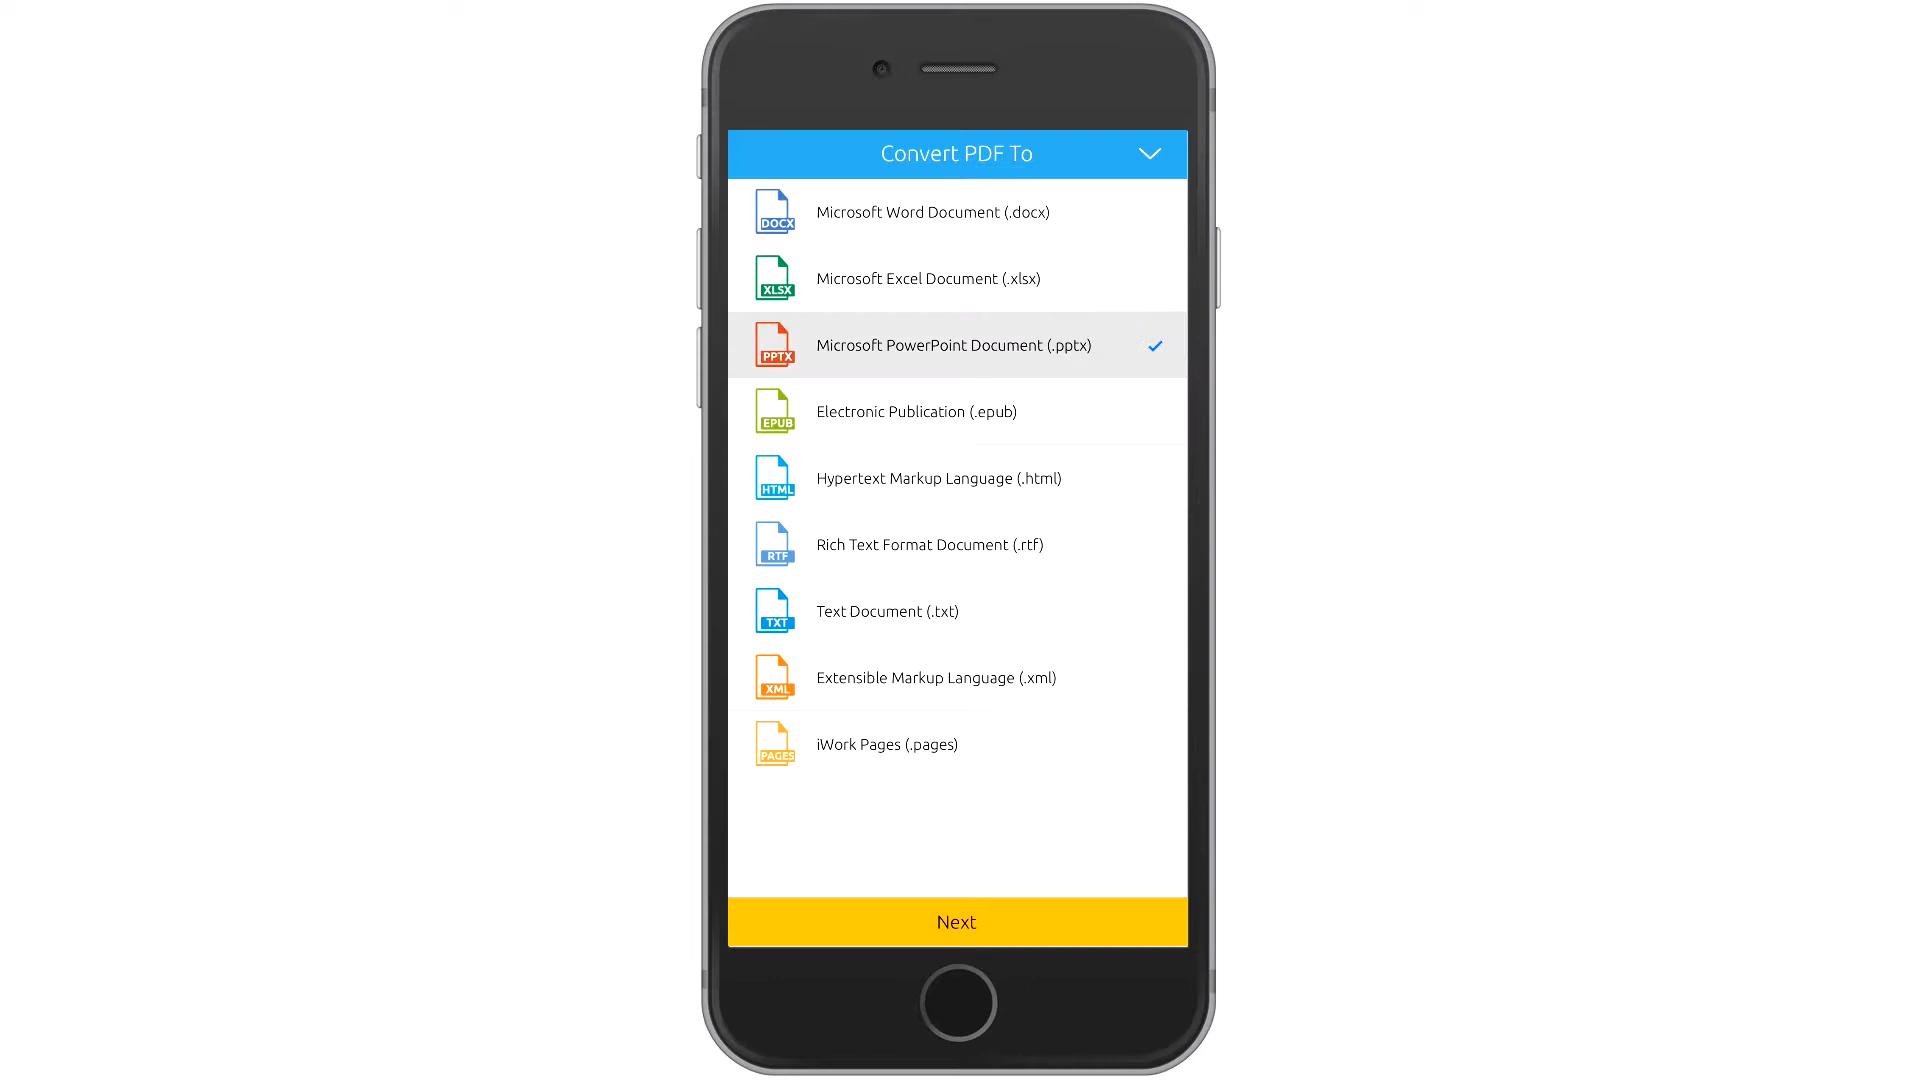 Convert PDF To
DOCX Microsoft Word Document (.docx)
XLSX Microsoft Excel Document (.xlsx)
PPTX Microsoft PowerPoint Document (.pptx)
EPUB Electronic Publication (.epub)
HTML Hypertext Markup Language (.html)
RTF Rich Text Format Document (.rtf)
TXT Text Document (.txt)
XML Extensible Markup Language (.xml)
PAGES iWork Pages (.pages)
Next